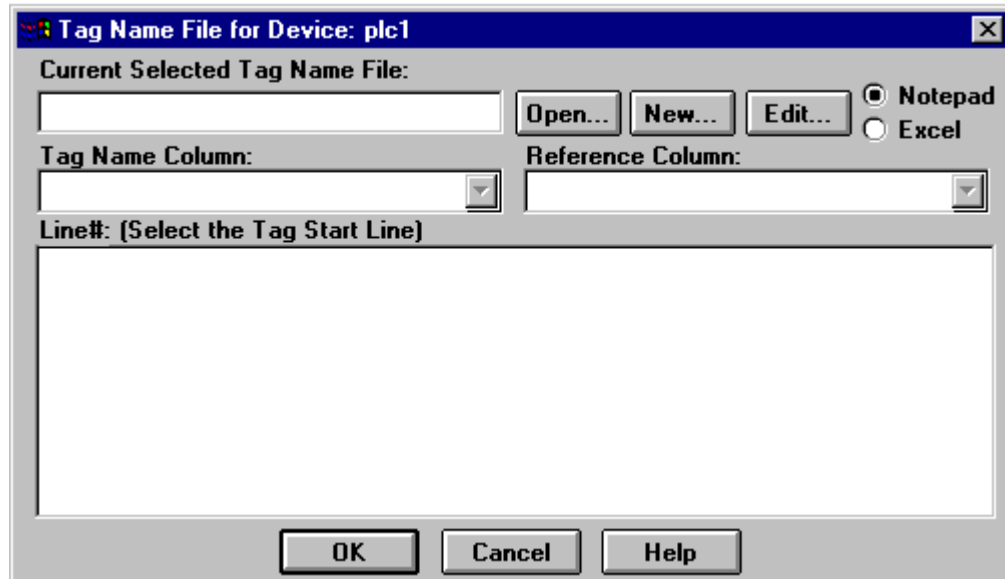 Tag Name File for Device: plc1
Current Selected Tag Name File:
Open... New... Edit... Notepad
Excel
Tag Name Column: Reference Column:
Line#: (Select the Tag Start Line)
OK Cancel Help